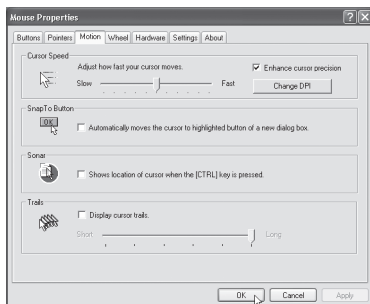 Mouse Properties
Buttons Pointers Motion Wheel Hardware Settings About
Cursor Speed
Adjust how fast your cursor moves.
Enhance cursor precision
Slow Fast
Change DPI
SnapTo Button
OK
Automatically moves the cursor to highlighted button of a new dialog box.
Sonar
Shows location of cursor when the [CTRL] key is pressed.
Trails
Display cursor trails.
Short Long
OK Cancel Apply